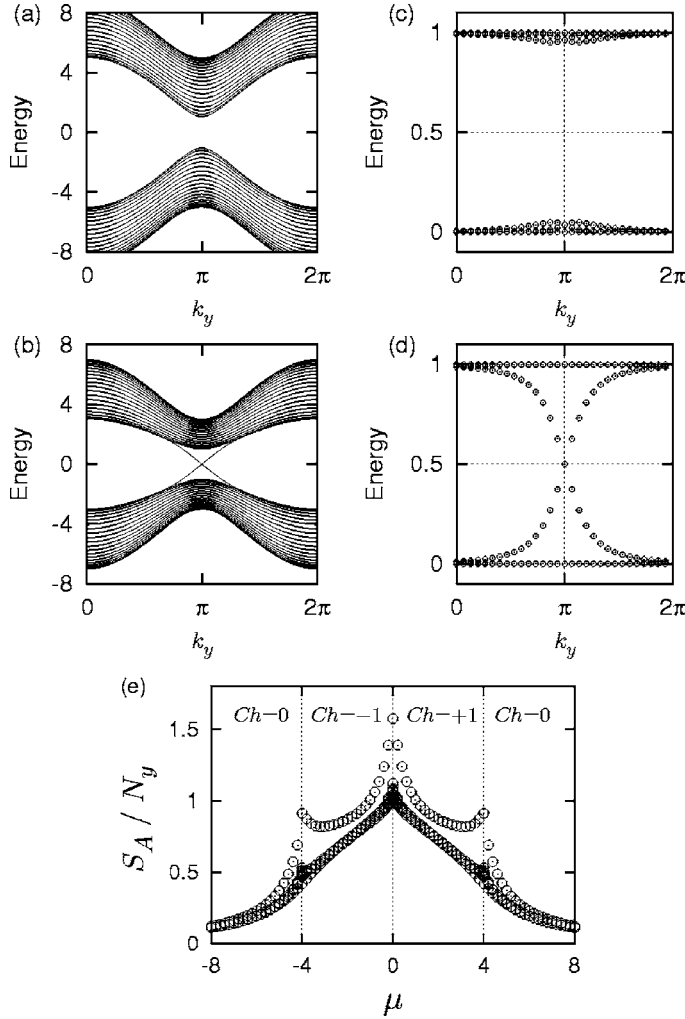 (a)
8
4
0
-4
-8
Energy
0
π
2π
k_y
(c)
1
0.5
0
Energy
0
π
2π
k_y
(b)
8
4
0
-4
-8
Energy
0
π
2π
k_y
(d)
1
0.5
0
Energy
0
π
2π
k_y
(e)
Ch=0
Ch=-1
Ch=+1
Ch=0
1.5
1
0.5
0
S_A / N_y
-8
-4
0
4
8
μ